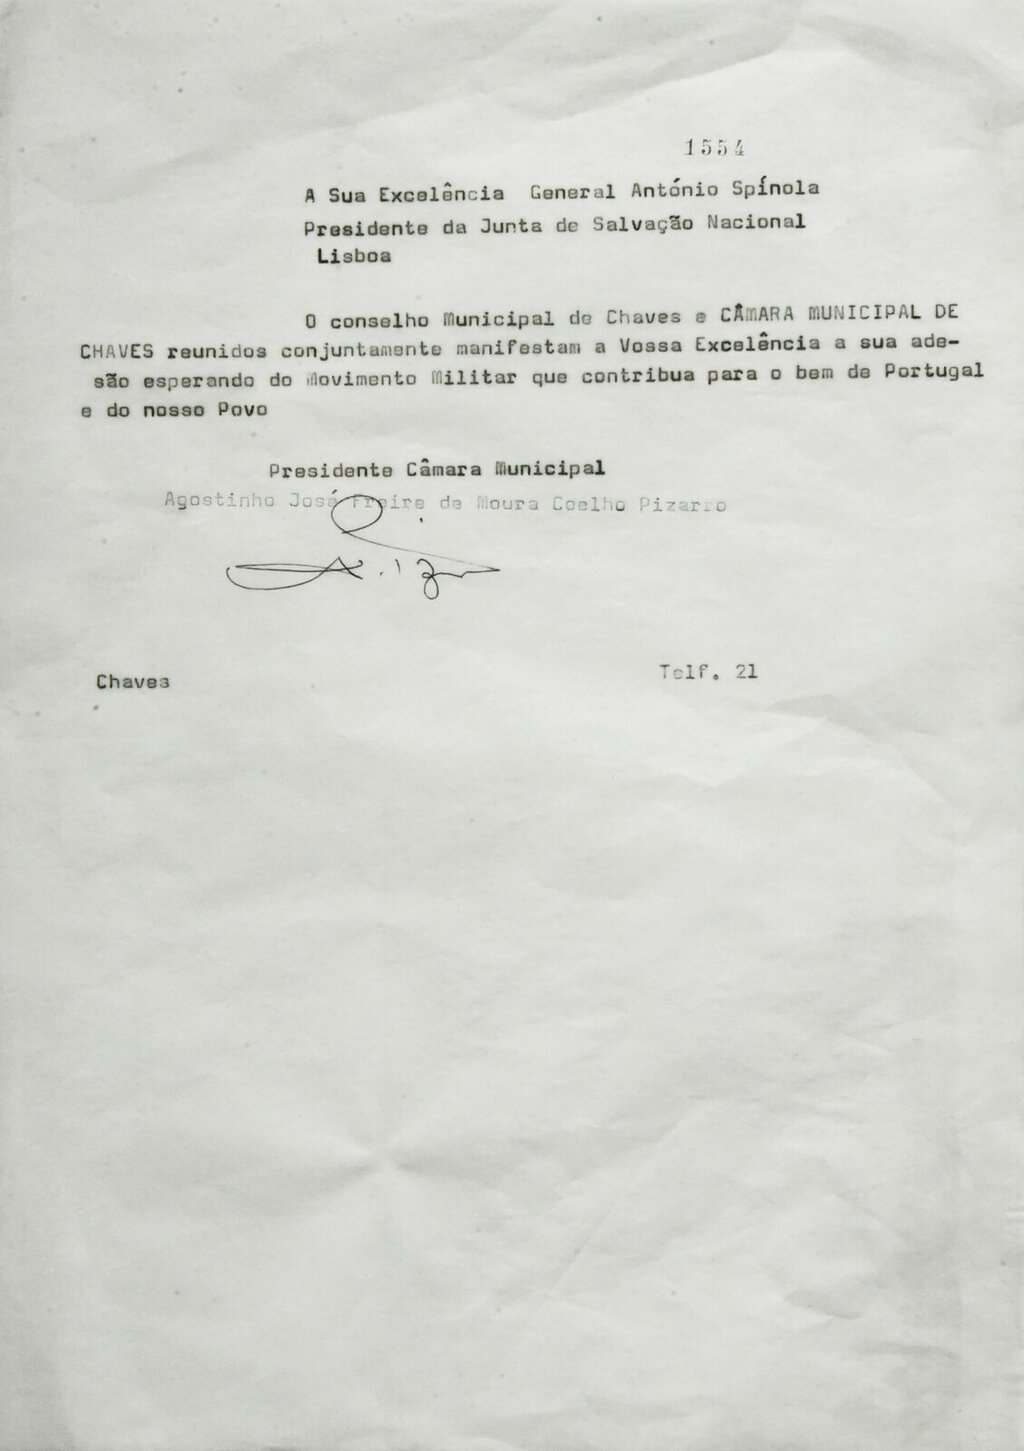 1554
A Sua Excelência General António Spínola
Presidente da Junta de Salvação Nacional
Lisboa
O conselho Municipal de Chaves e CÂMARA MUNICIPAL DE
CHAVES reunidos conjuntamente manifestam a Vossa Excelência a sua ade-
são esperando do Movimento Militar que contribua para o bem de Portugal
e do nosso Povo
Presidente Câmara Municipal
Agostinho José Freire de Moura Coelho Pizarro
Chaves
Telf. 21